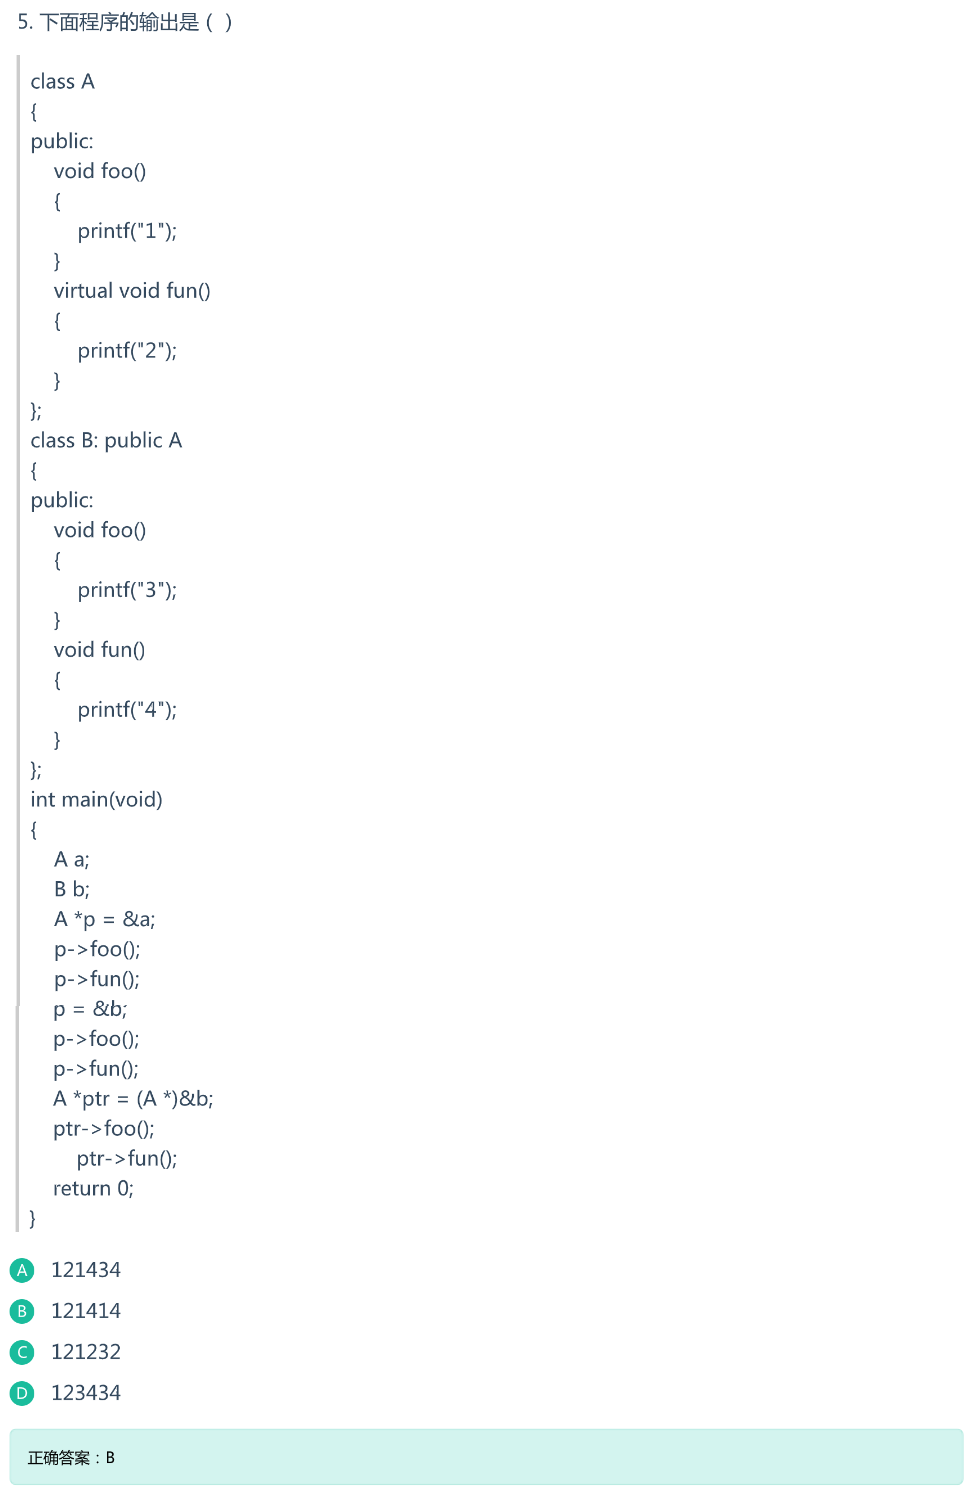 5. 下面程序的输出是 ( )
class A
{
public:
void foo()
{
printf("1");
}
virtual void fun()
{
printf("2");
}
};
class B: public A
{
public:
void foo()
{
printf("3");
}
void fun()
{
printf("4");
}
};
int main(void)
{
A a;
B b;
A *p = &a;
p->foo();
p->fun();
p = &b;
p->foo();
p->fun();
A *ptr = (A *)&b;
ptr->foo();
ptr->fun();
return 0;
}
A 121434
B 121414
C 121232
D 123434
正确答案：B